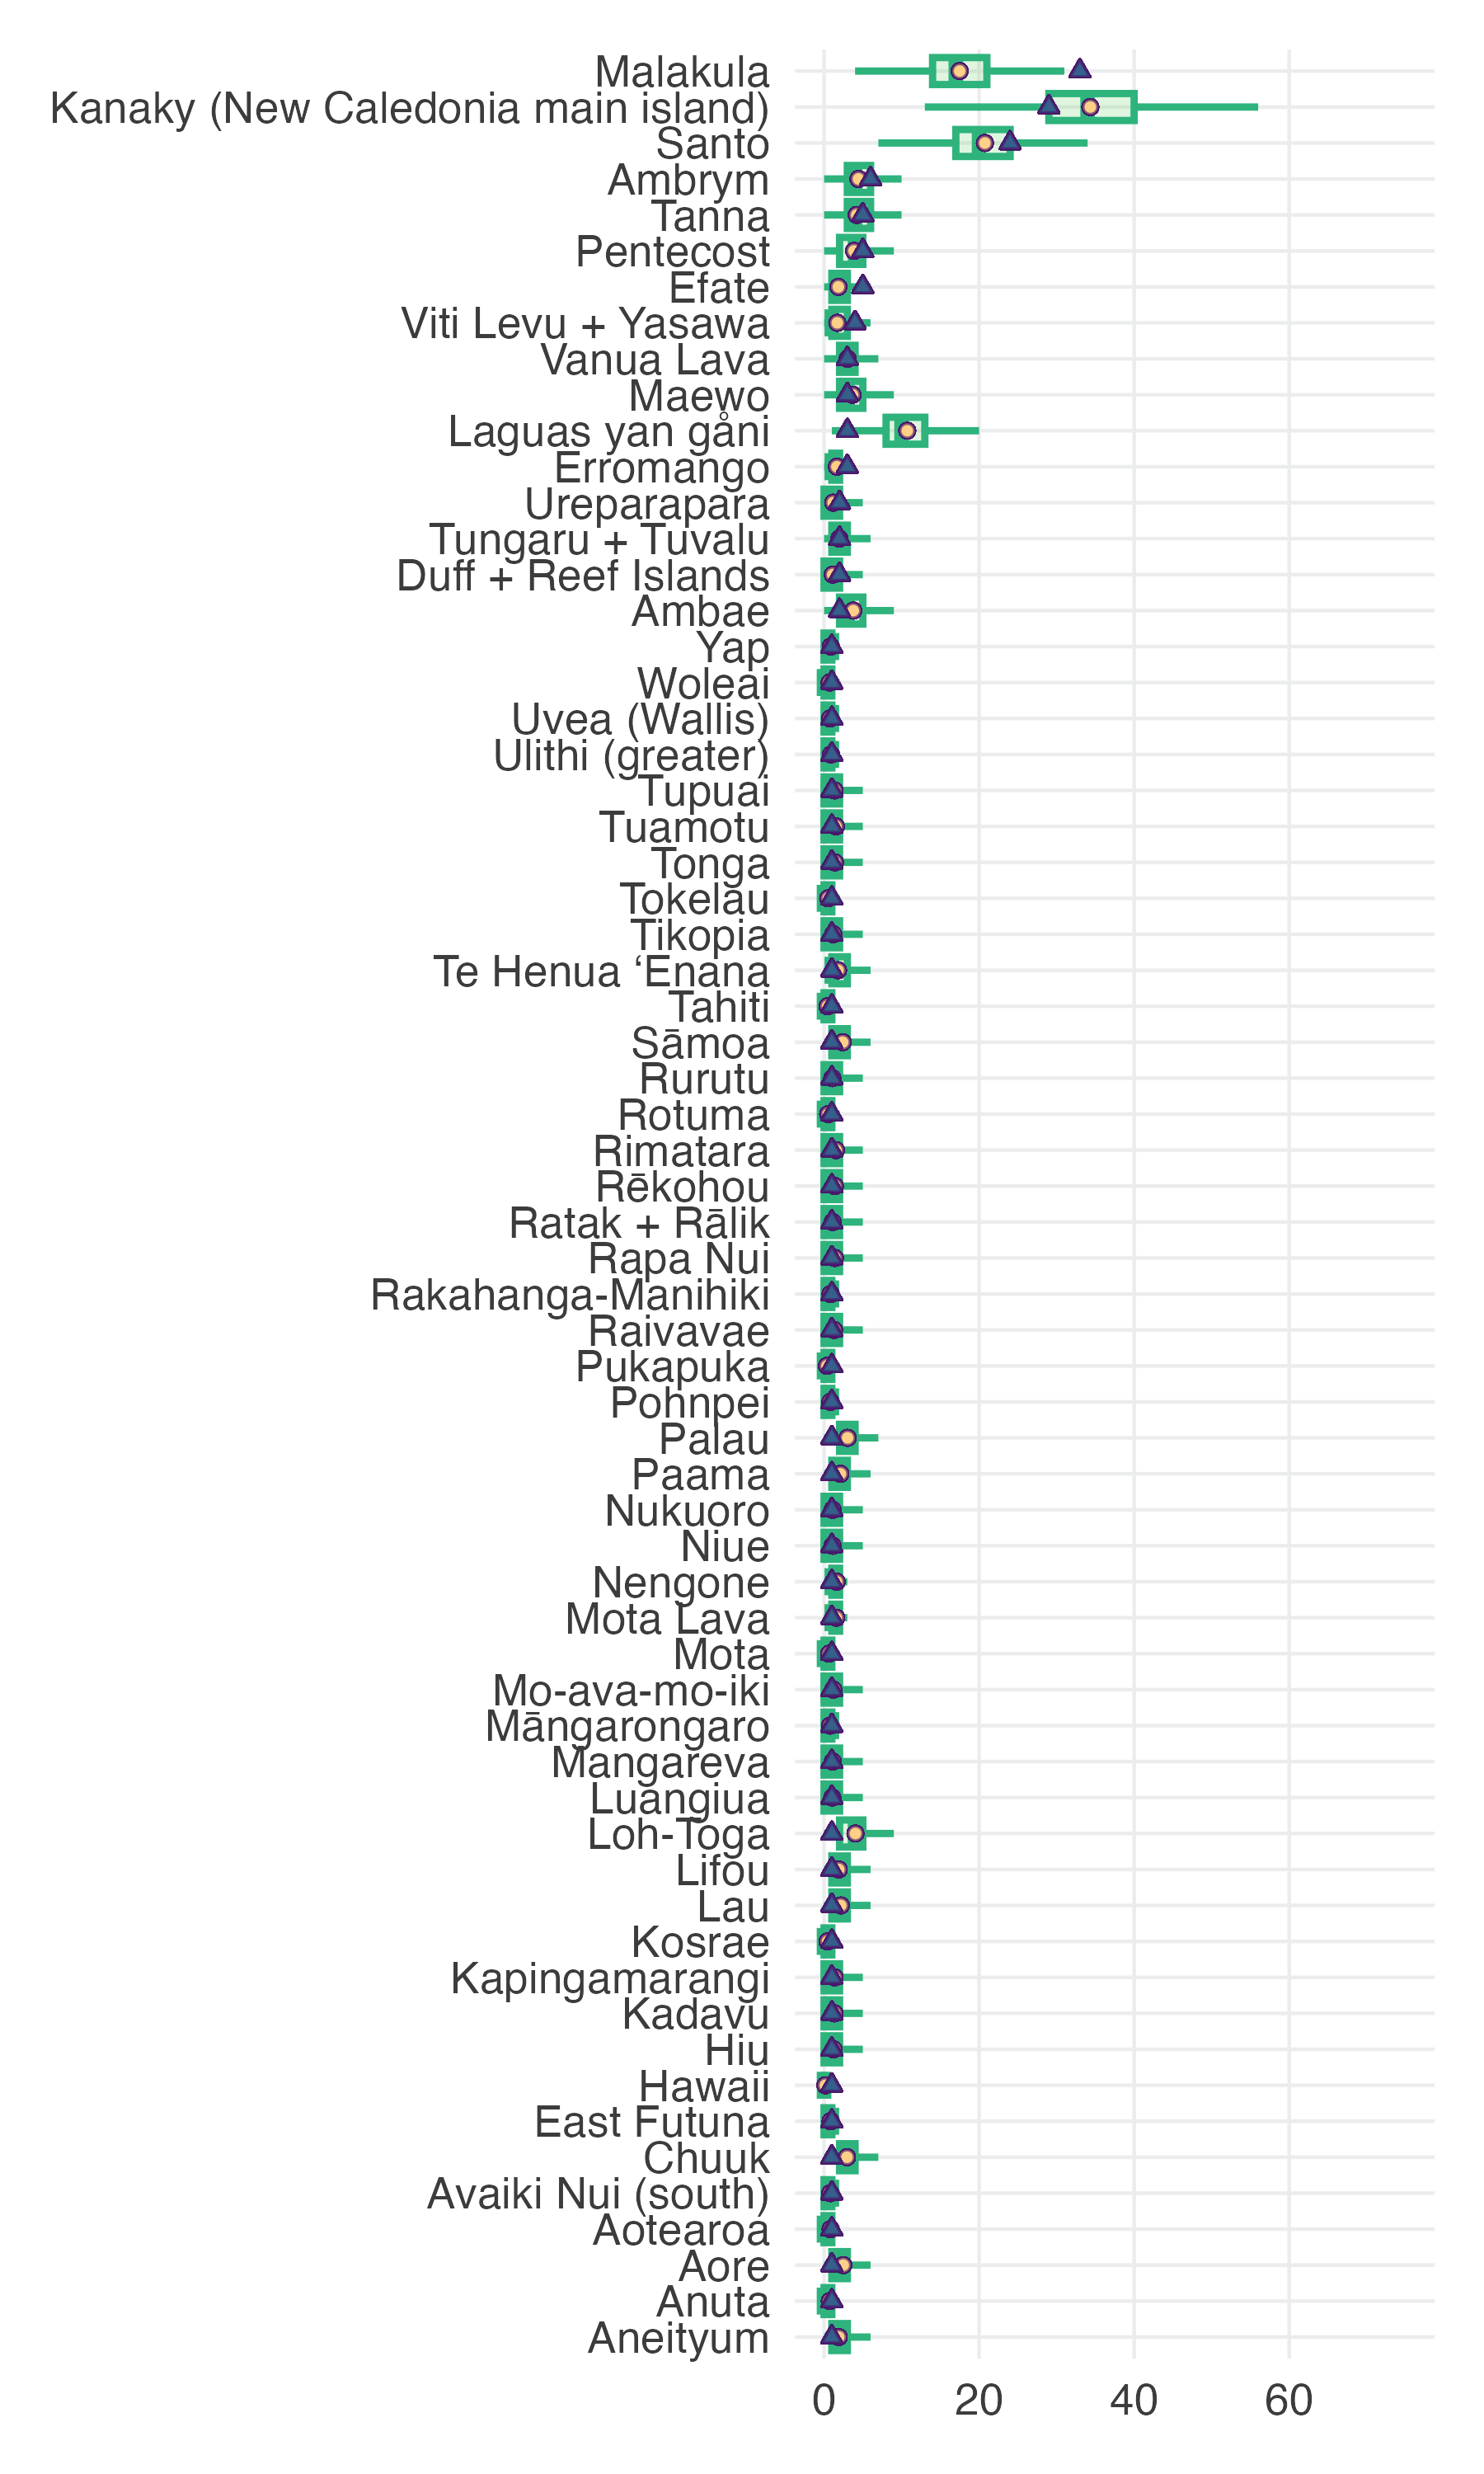 Malakula
Kanaky (New Caledonia main island)
Santo
Ambrym
Tanna
Pentecost
Efate
Viti Levu + Yasawa
Vanua Lava
Maewo
Laguas yan gåni
Erromango
Ureparapara
Tungaru + Tuvalu
Duff + Reef Islands
Ambae
Yap
Woleai
Uvea (Wallis)
Ulithi (greater)
Tupuai
Tuamotu
Tonga
Tokelau
Tikopia
Te Henua ‘Enana
Tahiti
Sāmoa
Rurutu
Rotuma
Rimatara
Rēkohou
Ratak + Rālik
Rapa Nui
Rakahanga-Manihiki
Raivavae
Pukapuka
Pohnpei
Palau
Paama
Nukuoro
Niue
Nengone
Mota Lava
Mota
Mo-ava-mo-iki
Māngarongaro
Mangareva
Luangiua
Loh-Toga
Lifou
Lau
Kosrae
Kapingamarangi
Kadavu
Hiu
Hawaii
East Futuna
Chuuk
Avaiki Nui (south)
Aotearoa
Aore
Anuta
Aneityum
0 20 40 60